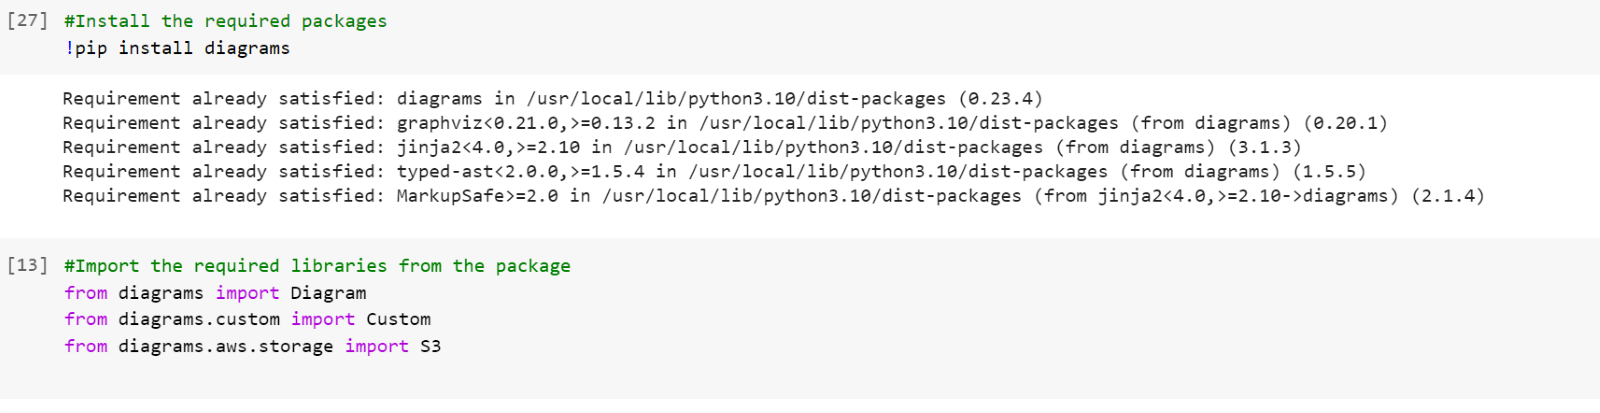 [27] #Install the required packages
!pip install diagrams
Requirement already satisfied: diagrams in /usr/local/lib/python3.10/dist-packages (0.23.4)
Requirement already satisfied: graphviz<0.21.0,>=0.13.2 in /usr/local/lib/python3.10/dist-packages (from diagrams) (0.20.1)
Requirement already satisfied: jinja2<4.0,>=2.10 in /usr/local/lib/python3.10/dist-packages (from diagrams) (3.1.3)
Requirement already satisfied: typed-ast<2.0.0,>=1.5.4 in /usr/local/lib/python3.10/dist-packages (from diagrams) (1.5.5)
Requirement already satisfied: MarkupSafe>=2.0 in /usr/local/lib/python3.10/dist-packages (from jinja2<4.0,>=2.10->diagrams) (2.1.4)
[13] #Import the required libraries from the package
from diagrams import Diagram
from diagrams.custom import Custom
from diagrams.aws.storage import S3